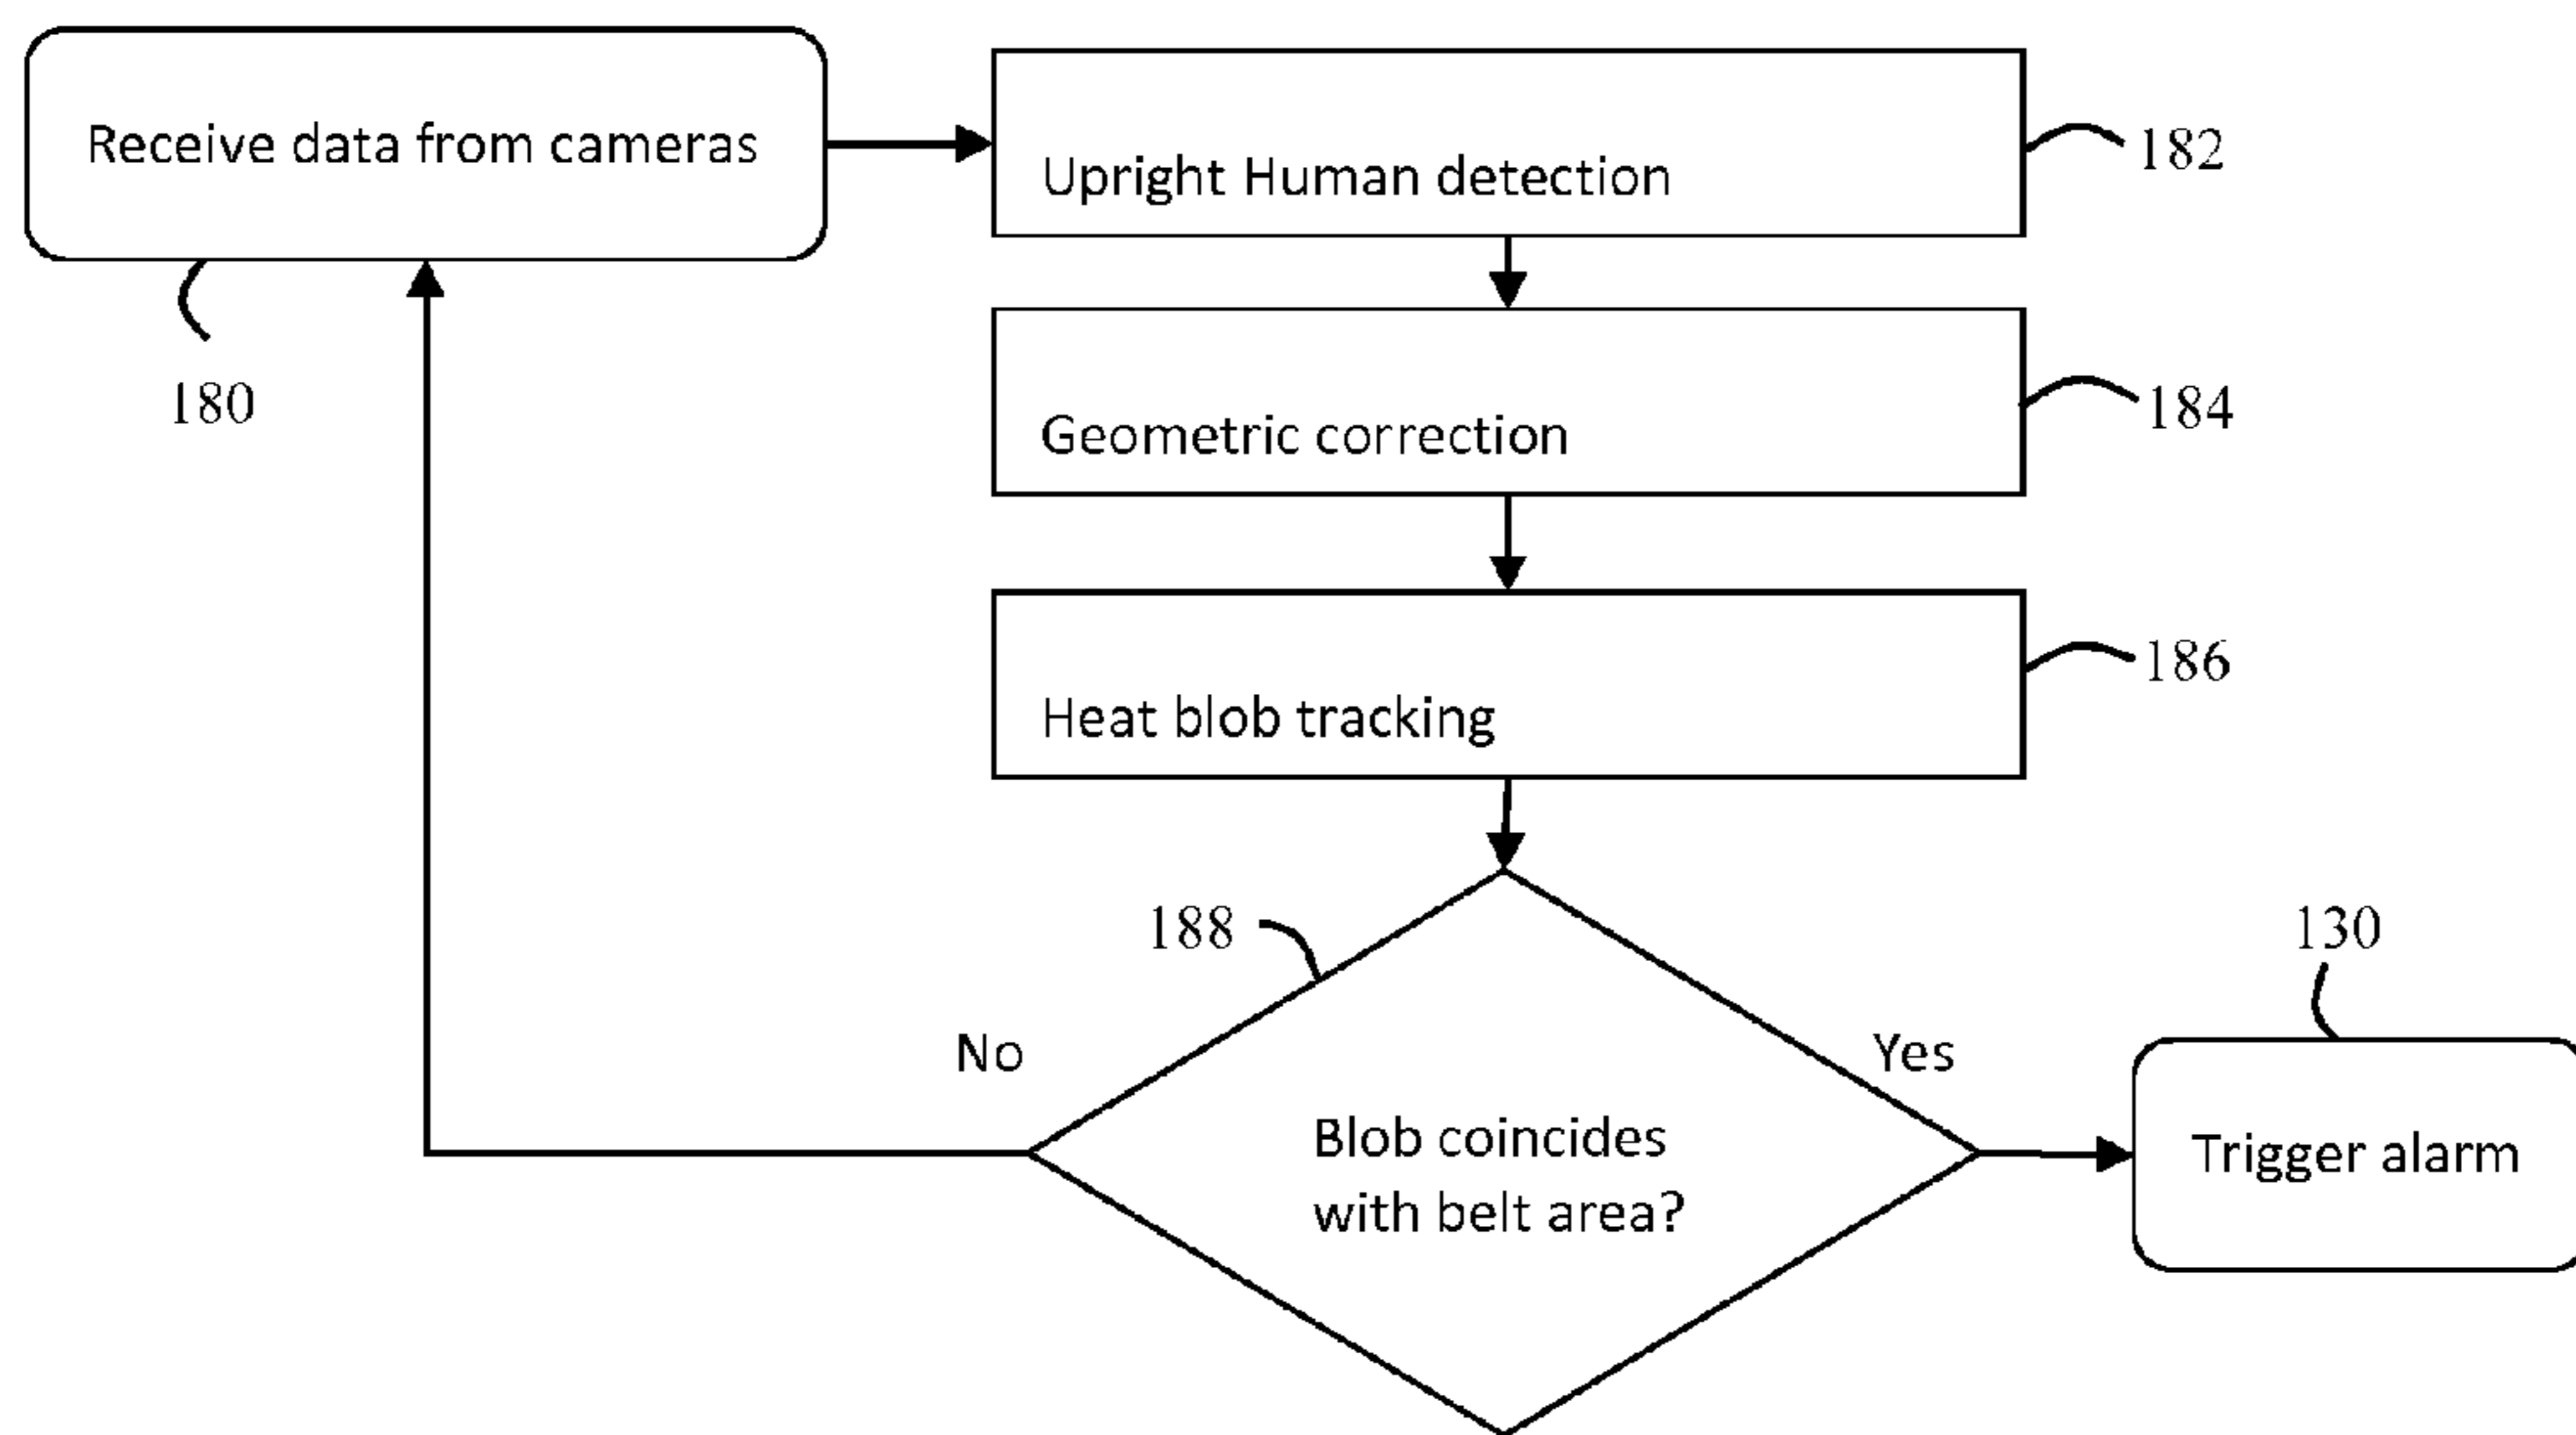 Receive data from cameras
180
Upright Human detection
182
Geometric correction
184
Heat blob tracking
186
188
No
Yes
Blob coincides
with belt area?
130
Trigger alarm